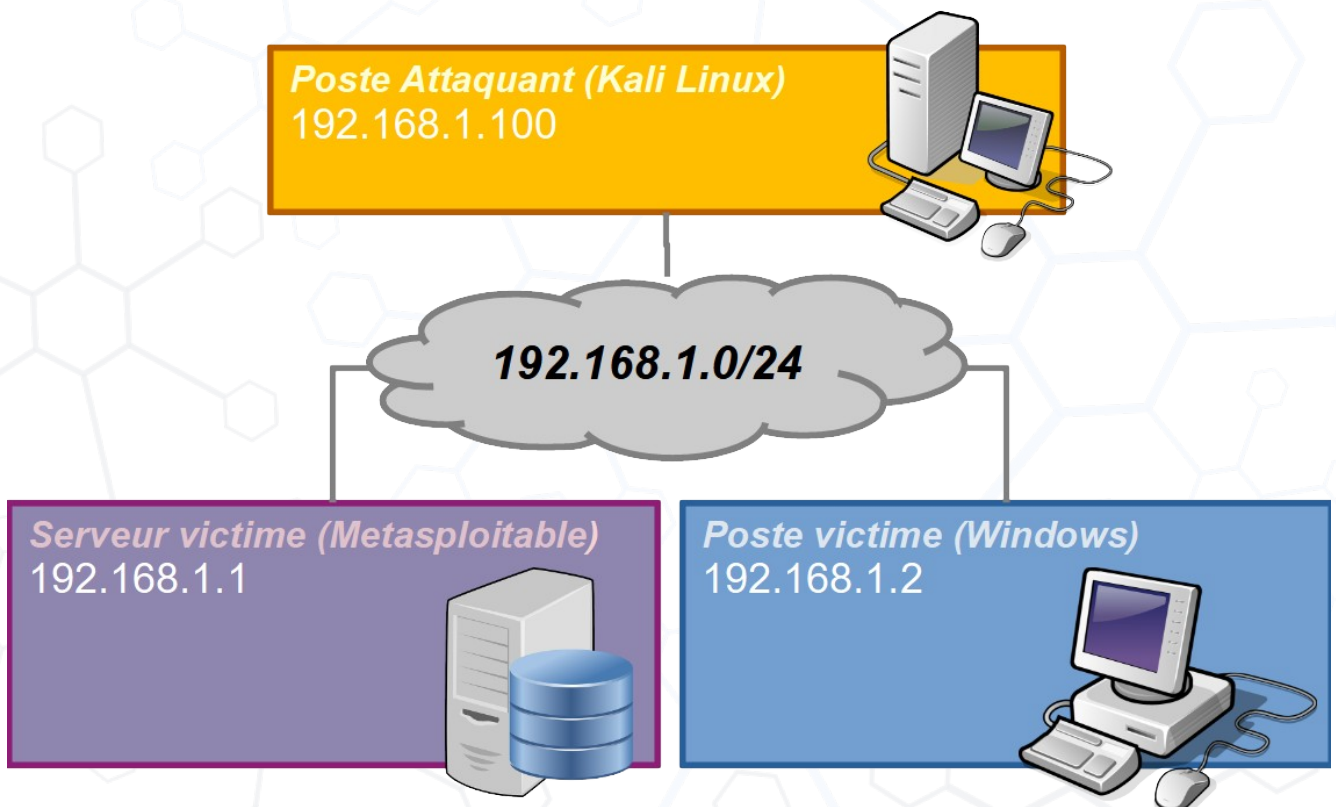 Poste Attaquant (Kali Linux)
192.168.1.100
192.168.1.0/24
Serveur victime (Metasploitable)
192.168.1.1
Poste victime (Windows)
192.168.1.2